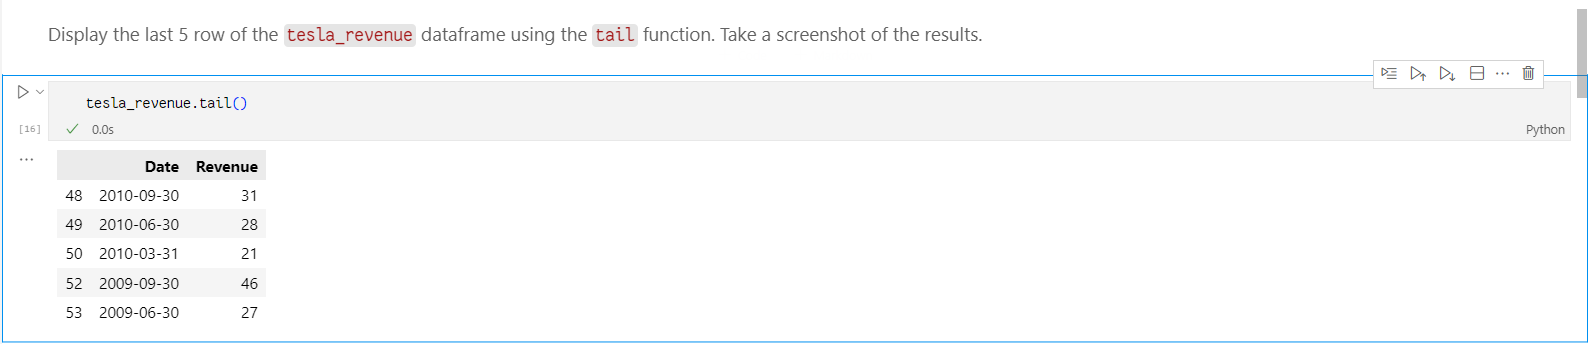 Display the last 5 row of the tesla_revenue dataframe using the tail function. Take a screenshot of the results.
tesla_revenue.tail()
[16] 0.0s Python
Date Revenue
48 2010-09-30 31
49 2010-06-30 28
50 2010-03-31 21
52 2009-09-30 46
53 2009-06-30 27